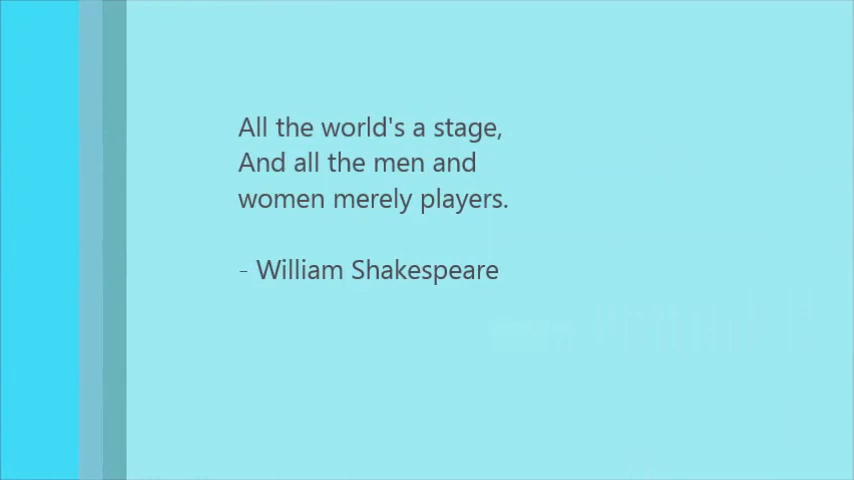 All the world's a stage,
And all the men and
women merely players.
- William Shakespeare